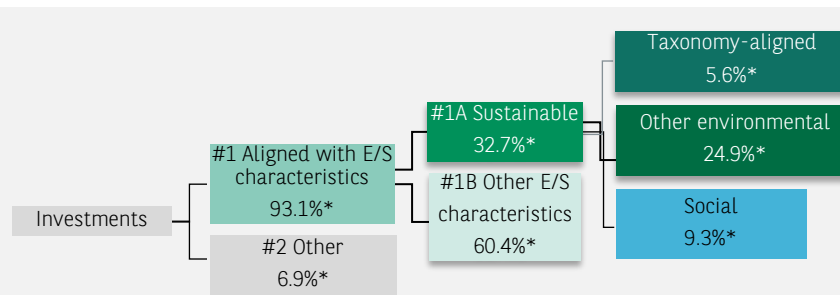 Investments
#1 Aligned with E/S
characteristics
93.1%*
#2 Other
6.9%*
#1A Sustainable
32.7%*
#1B Other E/S
characteristics
60.4%*
Taxonomy-aligned
5.6%*
Other environmental
24.9%*
Social
9.3%*